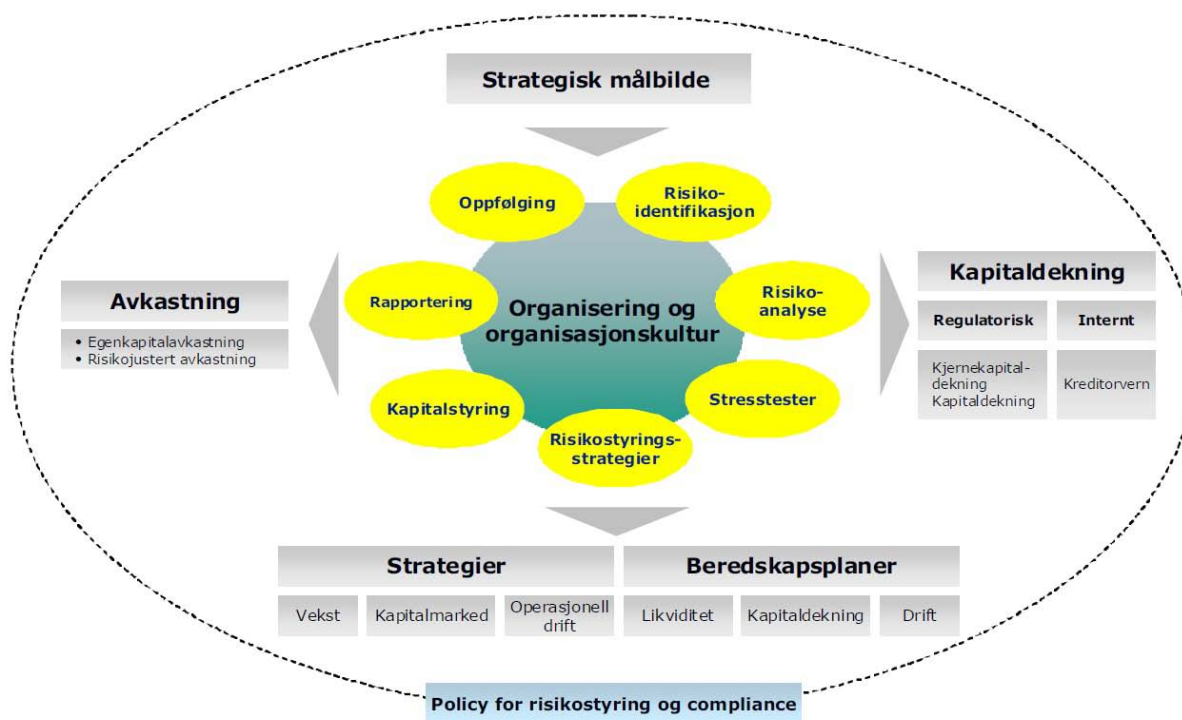 Strategisk målbilde
Oppfølging
Risiko-
identifikasjon
Rapportering
Organisering og
organisasjonskultur
Risiko-
analyse
Kapitalstyring
Stresstester
Risikostyrings-
strategier
Avkastning
• Egenkapitalavkastning
• Risikojustert avkastning
Kapitaldekning
Regulatorisk
Internt
Kjernekapital-
dekning
Kapitaldekning
Kreditorvern
Strategier
Vekst
Kapitalmarked
Operasjonell
drift
Beredskapsplaner
Likviditet
Kapitaldekning
Drift
Policy for risikostyring og compliance